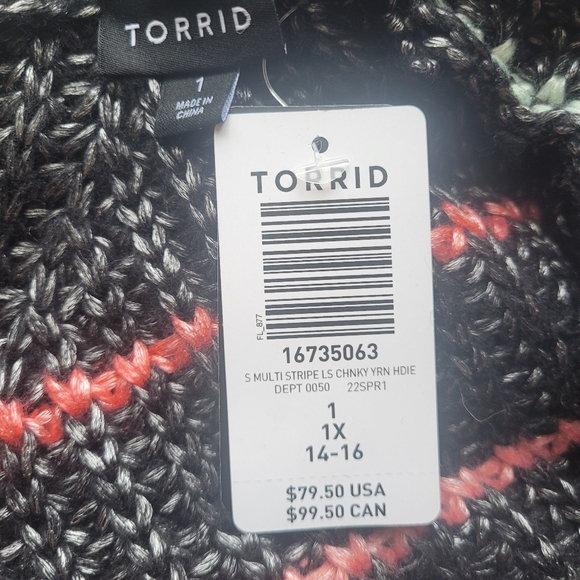 TORRID
1
MADE IN
CHINA
TORRID
FL_877
16735063
S MULTI STRIPE LS CHNKY YRN HDIE
DEPT 0050 22SPR1
1
1X
14-16
$79.50 USA
$99.50 CAN